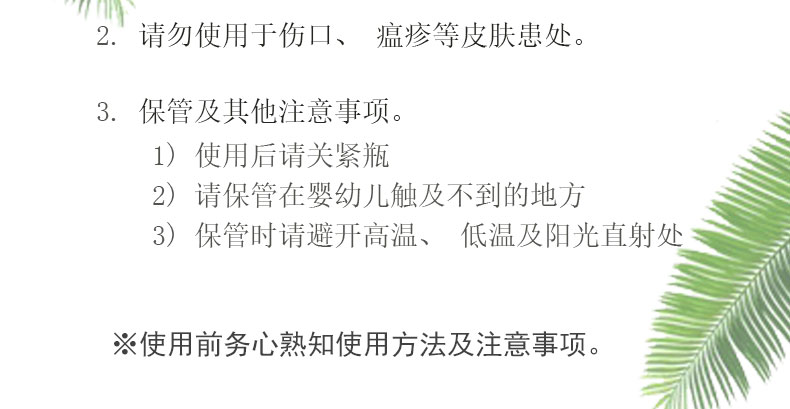 2. 请勿使用于伤口、 瘟疹等皮肤患处。
3. 保管及其他注意事项。
1) 使用后请关紧瓶
2) 请保管在婴幼儿触及不到的地方
3) 保管时请避开高温、 低温及阳光直射处
※使用前务心熟知使用方法及注意事项。